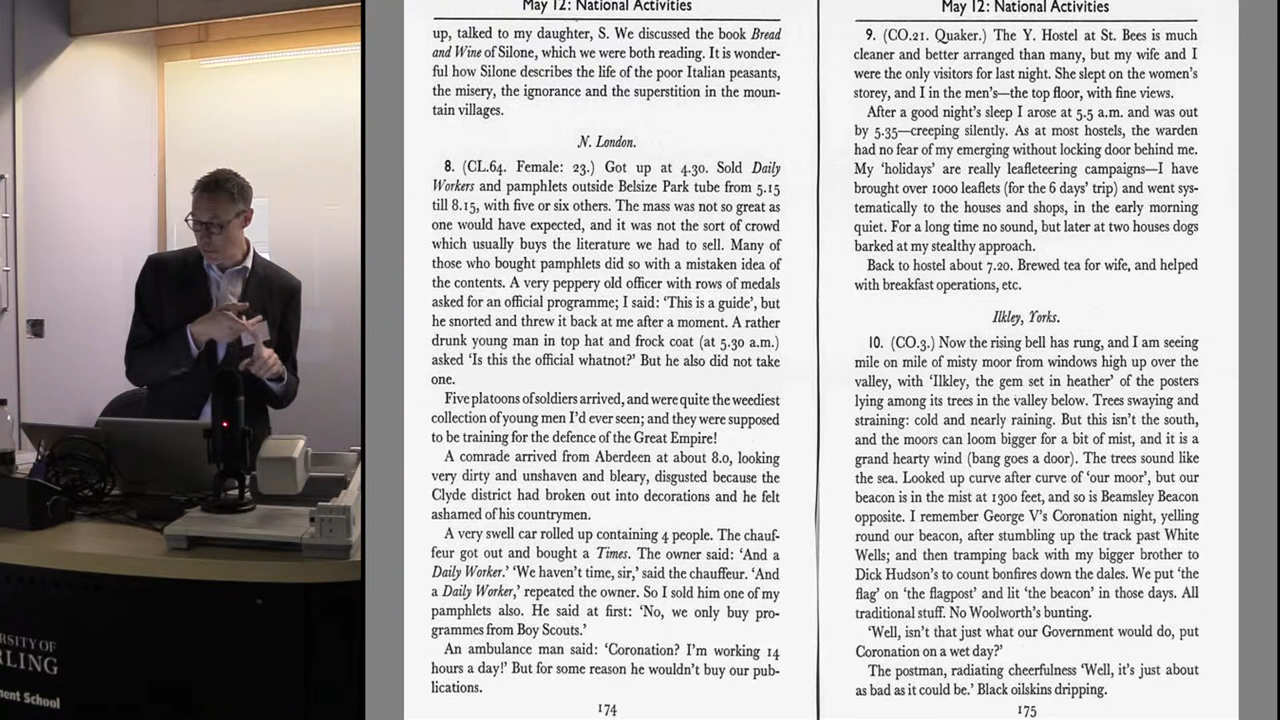 May 12: National Activities
up, talked to my daughter, S. We discussed the book Bread
and Wine of Silone, which we were both reading. It is wonder-
ful how Silone describes the life of the poor Italian peasants,
the misery, the ignorance and the superstition in the moun-
tain villages.
N. London.
8. (CL.64. Female: 23.) Got up at 4.30. Sold Daily
Workers and pamphlets outside Belsize Park tube from 5.15
till 8.15, with five or six others. The mass was not so great as
one would have expected, and it was not the sort of crowd
which usually buys the literature we had to sell. Many of
those who bought pamphlets did so with a mistaken idea of
the contents. A very peppery old officer with rows of medals
asked for an official programme; I said: ‘This is a guide’, but
he snorted and threw it back at me after a moment. A rather
drunk young man in top hat and frock coat (at 5.30 a.m.)
asked ‘Is this the official whatnot?’ But he also did not take
one.
Five platoons of soldiers arrived, and were quite the weediest
collection of young men I’d ever seen; and they were supposed
to be training for the defence of the Great Empire!
A comrade arrived from Aberdeen at about 8.0, looking
very dirty and unshaven and bleary, disgusted because the
Clyde district had broken out into decorations and he felt
ashamed of his countrymen.
A very swell car rolled up containing 4 people. The chauf-
feur got out and bought a Times. The owner said: ‘And a
Daily Worker.’ ‘We haven’t time, sir,’ said the chauffeur. ‘And
a Daily Worker,’ repeated the owner. So I sold him one of my
pamphlets also. He said at first: ‘No, we only buy pro-
grammes from Boy Scouts.’
An ambulance man said: ‘Coronation? I’m working 14
hours a day!’ But for some reason he wouldn’t buy our pub-
lications.
174
May 12: National Activities
9. (CO.21. Quaker.) The Y. Hostel at St. Bees is much
cleaner and better arranged than many, but my wife and I
were the only visitors for last night. She slept on the women’s
storey, and I in the men’s—the top floor, with fine views.
After a good night’s sleep I arose at 5.5 a.m. and was out
by 5.35—creeping silently. As at most hostels, the warden
had no fear of my emerging without locking door behind me.
My ‘holidays’ are really leafleteering campaigns—I have
brought over 1000 leaflets (for the 6 days’ trip) and went sys-
tematically to the houses and shops, in the early morning
quiet. For a long time no sound, but later at two houses dogs
barked at my stealthy approach.
Back to hostel about 7.20. Brewed tea for wife, and helped
with breakfast operations, etc.
Ilkley, Yorks.
10. (CO.3.) Now the rising bell has rung, and I am seeing
mile on mile of misty moor from windows high up over the
valley, with ‘Ilkley, the gem set in heather’ of the posters
lying among its trees in the valley below. Trees swaying and
straining: cold and nearly raining. But this isn’t the south,
and the moors can loom bigger for a bit of mist, and it is a
grand hearty wind (bang goes a door). The trees sound like
the sea. Looked up curve after curve of ‘our moor’, but our
beacon is in the mist at 1300 feet, and so is Beamsley Beacon
opposite. I remember George V’s Coronation night, yelling
round our beacon, after stumbling up the track past White
Wells; and then tramping back with my bigger brother to
Dick Hudson’s to count bonfires down the dales. We put ‘the
flag’ on ‘the flagpost’ and lit ‘the beacon’ in those days. All
traditional stuff. No Woolworth’s bunting.
‘Well, isn’t that just what our Government would do, put
Coronation on a wet day?’
The postman, radiating cheerfulness ‘Well, it’s just about
as bad as it could be.’ Black oilskins dripping.
175
RSITY OF
RLING
ment School